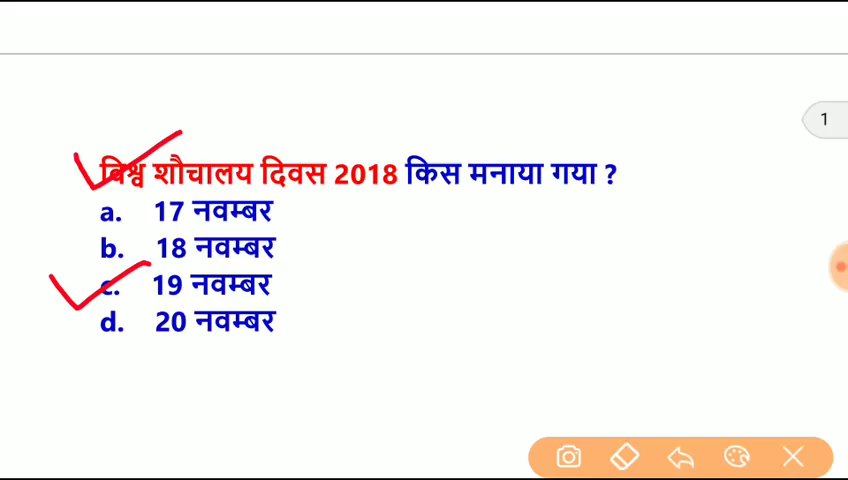 1
विश्व शौचालय दिवस 2018 किस मनाया गया ?
a. 17 नवम्बर
b. 18 नवम्बर
c. 19 नवम्बर
d. 20 नवम्बर